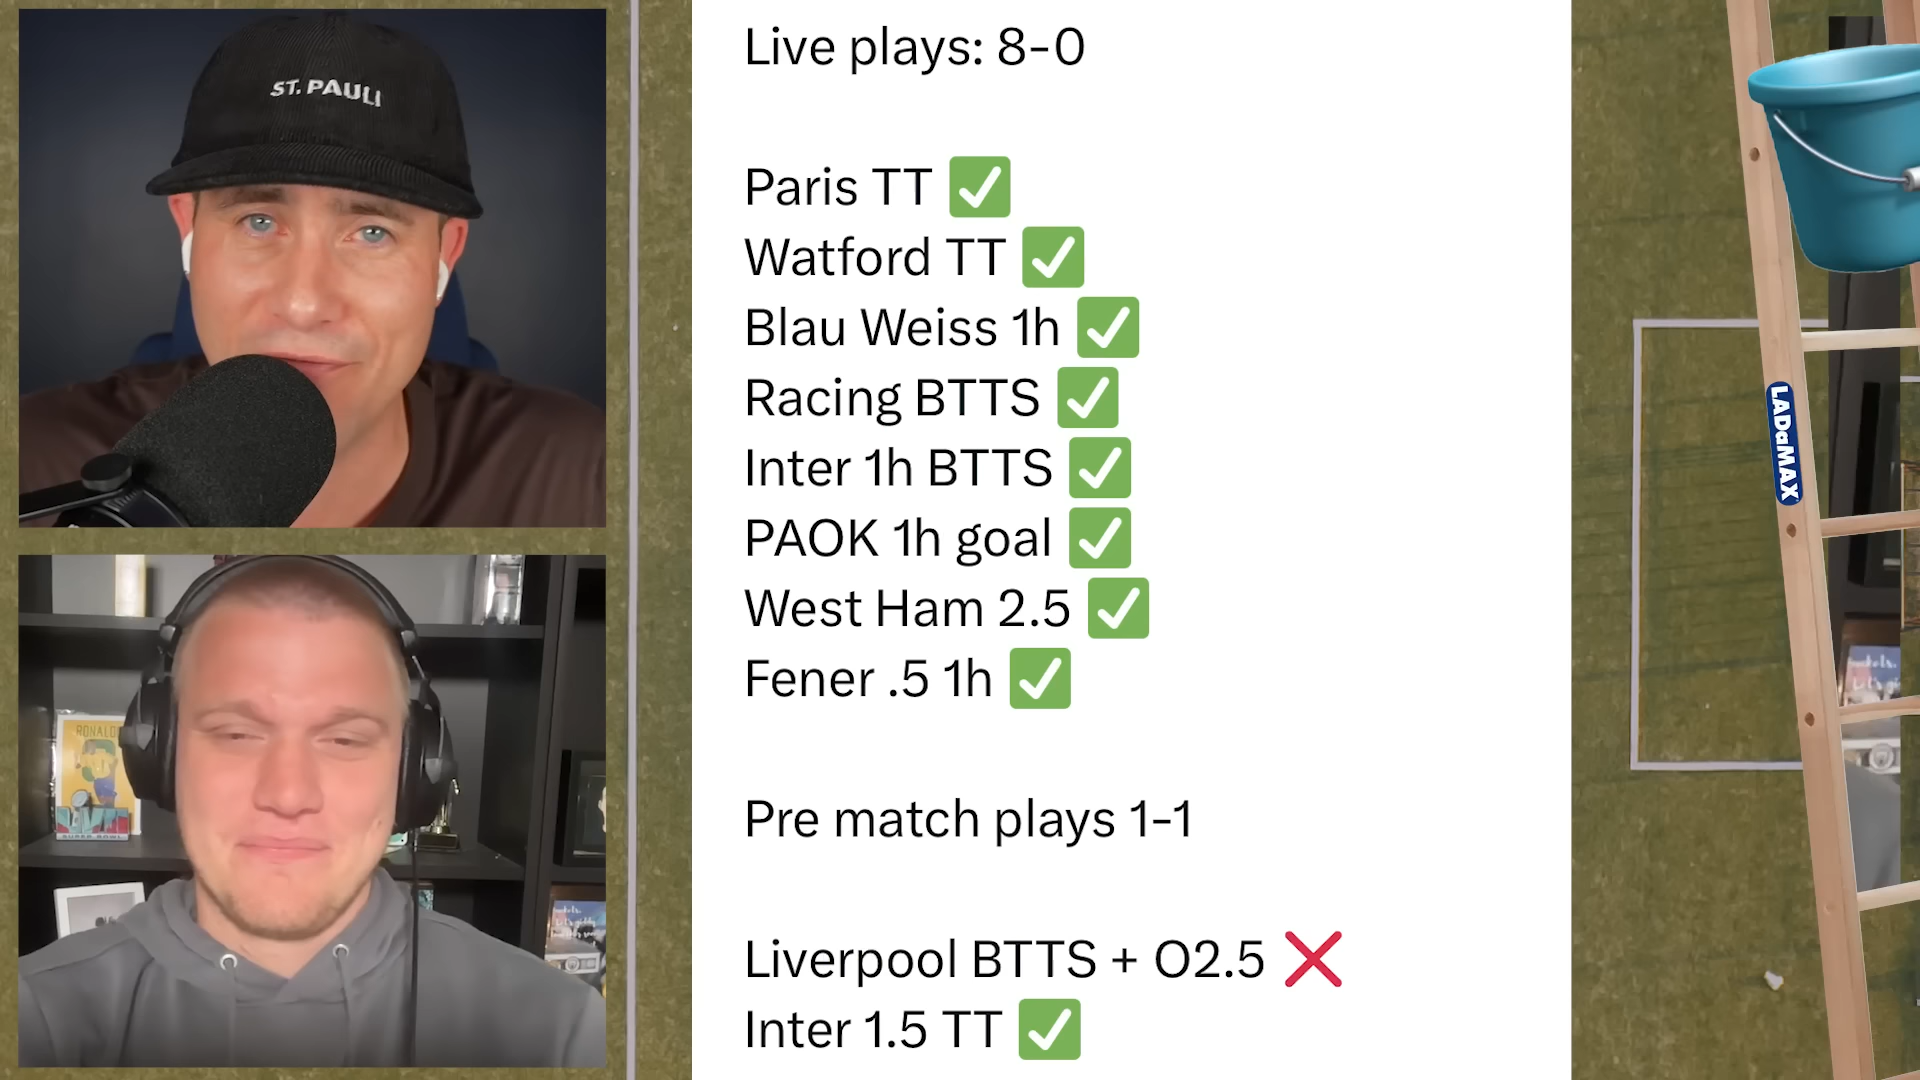 ST. PAULI
Live plays: 8-0
Paris TT ✅
Watford TT ✅
Blau Weiss 1h ✅
Racing BTTS ✅
Inter 1h BTTS ✅
PAOK 1h goal ✅
West Ham 2.5 ✅
Fener .5 1h ✅
Pre match plays 1-1
Liverpool BTTS + O2.5 ❌
Inter 1.5 TT ✅
LADaMAX
RONALDO